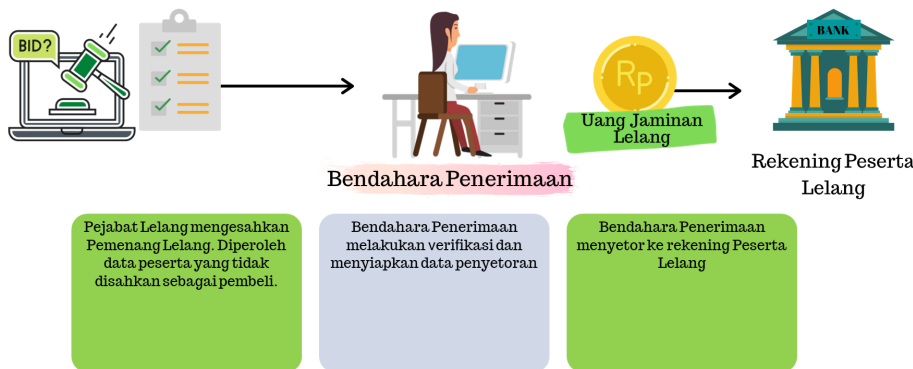 BID?
BANK
Rp
Uang Jaminan
Lelang
Rekening Peserta
Lelang
Bendahara Penerimaan
Pejabat Lelang mengesahkan
Pemenang Lelang. Diperoleh
data peserta yang tidak
disahkan sebagai pembeli.
Bendahara Penerimaan
melakukan verifikasi dan
menyiapkan data penyetoran
Bendahara Penerimaan
menyetor ke rekening Peserta
Lelang